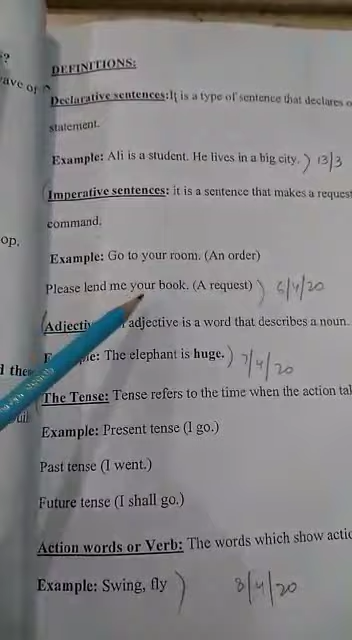 ?
DEFINITIONS:
Declarative sentences: It is a type of sentence that declares
statement.
Example: Ali is a student. He lives in a big city. ) 13/3
Imperative sentences: it is a sentence that makes a request
command.
op,
Example: Go to your room. (An order)
Please lend me your book. (A request) ) 6/4/20
adjective is a word that describes a noun.
The elephant is huge. ) 7/4/20
The Tense: Tense refers to the time when the action
Example: Present tense (I go.)
Past tense (I went.)
Future tense (I shall go.)
Action words or Verb: The words which show
Example: Swing, fly ) 8/4/20